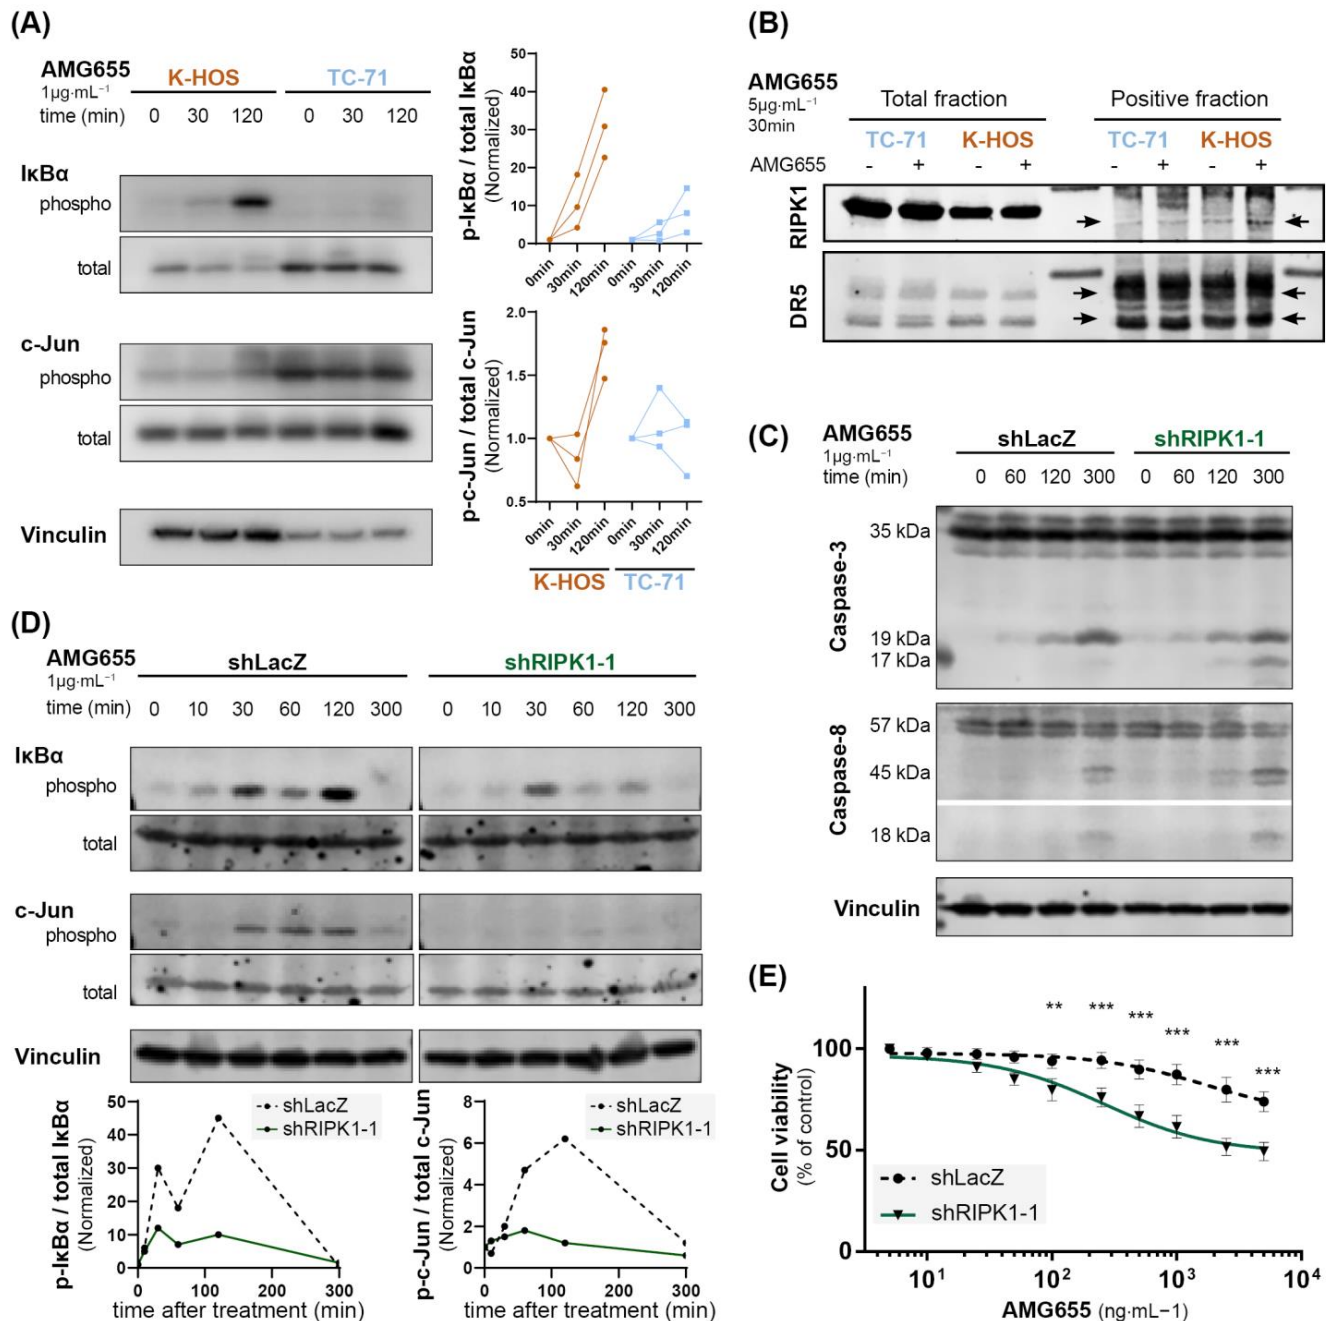 (A)
AMG655
1µg·mL⁻¹
time (min)
K-HOS TC-71
0 30 120 0 30 120
IκBα
phospho
total
c-Jun
phospho
total
Vinculin
p-IκBα / total IκBα
(Normalized)
50
40
30
20
10
0
0min 30min 120min 0min 30min 120min
p-c-Jun / total c-Jun
(Normalized)
2.0
1.5
1.0
0.5
0min 30min 120min 0min 30min 120min
K-HOS TC-71
(B)
AMG655
5µg·mL⁻¹
30min
Total fraction Positive fraction
TC-71 K-HOS TC-71 K-HOS
AMG655 - + - + - + - +
RIPK1
DR5
(C)
AMG655
1µg·mL⁻¹
time (min)
shLacZ shRIPK1-1
0 60 120 300 0 60 120 300
Caspase-3
35 kDa
19 kDa
17 kDa
Caspase-8
57 kDa
45 kDa
18 kDa
Vinculin
(D)
AMG655
1µg·mL⁻¹
time (min)
shLacZ shRIPK1-1
0 10 30 60 120 300 0 10 30 60 120 300
IκBα
phospho
total
c-Jun
phospho
total
Vinculin
p-IκBα / total IκBα
(Normalized)
50
40
30
20
10
0
shLacZ
shRIPK1-1
0 100 200 300
time after treatment (min)
p-c-Jun / total c-Jun
(Normalized)
8
6
4
2
0
shLacZ
shRIPK1-1
0 100 200 300
time after treatment (min)
(E)
Cell viability
(% of control)
100
50
0
** *** *** *** *** ***
shLacZ
shRIPK1-1
10¹ 10² 10³ 10⁴
AMG655 (ng·mL−1)